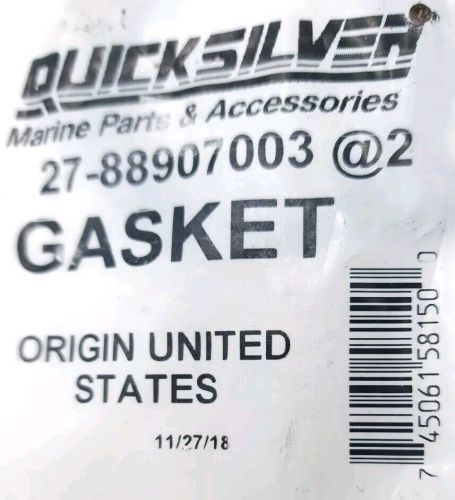 QUICKSILVER
Marine Parts & Accessories
27-88907003 @2
GASKET
ORIGIN UNITED
STATES
11/27/18
7 45061 58150 0